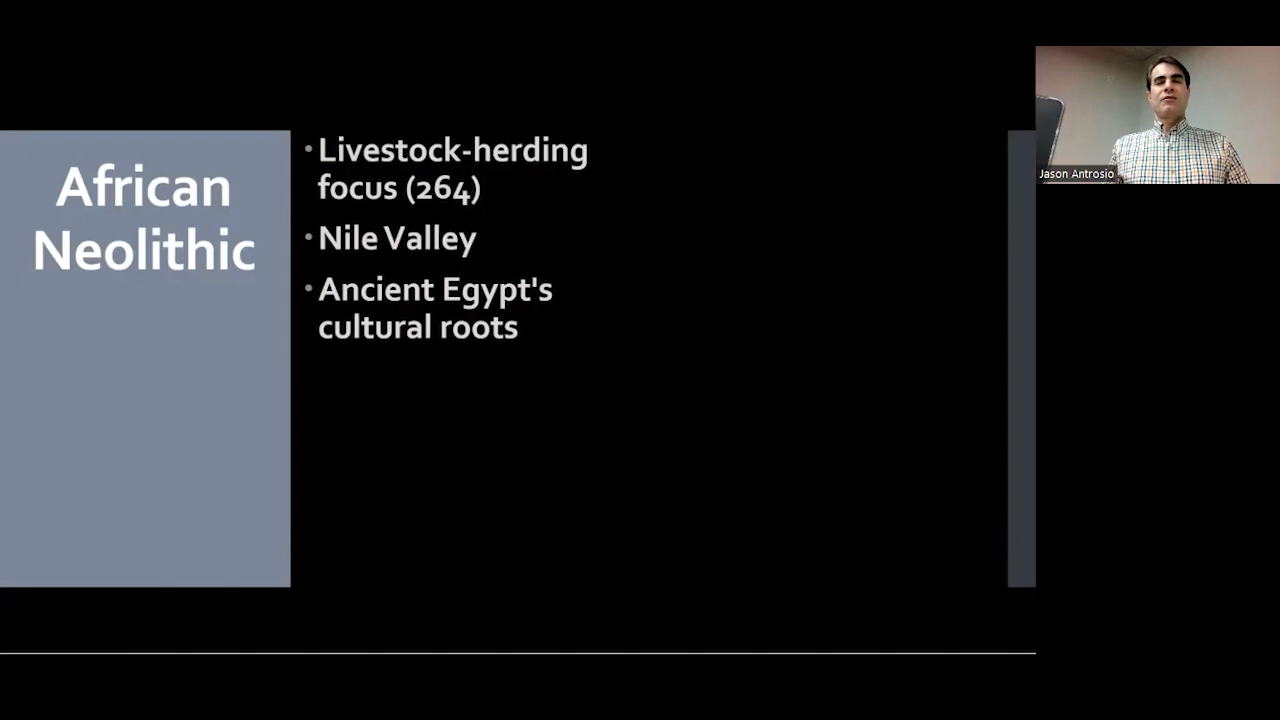 African
Neolithic
• Livestock-herding
focus (264)
• Nile Valley
• Ancient Egypt's
cultural roots
Jason Antrosio